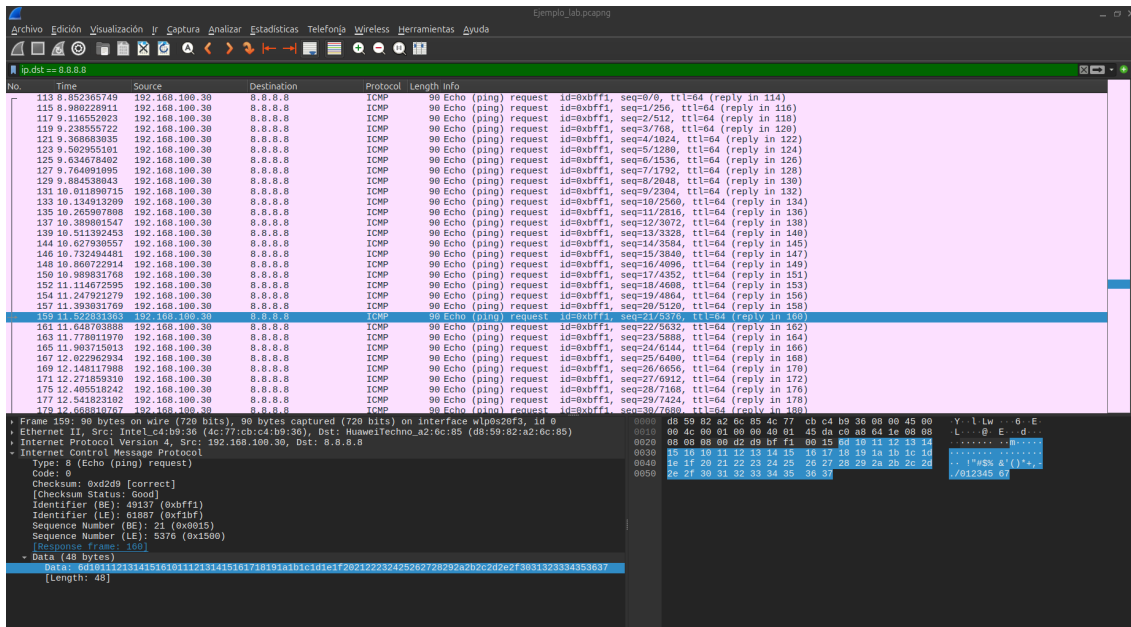 Ejemplo_lab.pcapng
Archivo Edición Visualización Ir Captura Analizar Estadísticas Telefonía Wireless Herramientas Ayuda
ip.dst == 8.8.8.8
No. Time Source Destination Protocol Length Info
113 8.852365749 192.168.100.30 8.8.8.8 ICMP 90 Echo (ping) request id=0xbff1, seq=0/0, ttl=64 (reply in 114)
115 8.980228911 192.168.100.30 8.8.8.8 ICMP 90 Echo (ping) request id=0xbff1, seq=1/256, ttl=64 (reply in 116)
117 9.116552023 192.168.100.30 8.8.8.8 ICMP 90 Echo (ping) request id=0xbff1, seq=2/512, ttl=64 (reply in 118)
119 9.238555722 192.168.100.30 8.8.8.8 ICMP 90 Echo (ping) request id=0xbff1, seq=3/768, ttl=64 (reply in 120)
121 9.368683035 192.168.100.30 8.8.8.8 ICMP 90 Echo (ping) request id=0xbff1, seq=4/1024, ttl=64 (reply in 122)
123 9.502955101 192.168.100.30 8.8.8.8 ICMP 90 Echo (ping) request id=0xbff1, seq=5/1280, ttl=64 (reply in 124)
125 9.634678402 192.168.100.30 8.8.8.8 ICMP 90 Echo (ping) request id=0xbff1, seq=6/1536, ttl=64 (reply in 126)
127 9.764091095 192.168.100.30 8.8.8.8 ICMP 90 Echo (ping) request id=0xbff1, seq=7/1792, ttl=64 (reply in 128)
129 9.884538043 192.168.100.30 8.8.8.8 ICMP 90 Echo (ping) request id=0xbff1, seq=8/2048, ttl=64 (reply in 130)
131 10.011890715 192.168.100.30 8.8.8.8 ICMP 90 Echo (ping) request id=0xbff1, seq=9/2304, ttl=64 (reply in 132)
133 10.134913209 192.168.100.30 8.8.8.8 ICMP 90 Echo (ping) request id=0xbff1, seq=10/2560, ttl=64 (reply in 134)
135 10.265907808 192.168.100.30 8.8.8.8 ICMP 90 Echo (ping) request id=0xbff1, seq=11/2816, ttl=64 (reply in 136)
137 10.389801547 192.168.100.30 8.8.8.8 ICMP 90 Echo (ping) request id=0xbff1, seq=12/3072, ttl=64 (reply in 138)
139 10.511392453 192.168.100.30 8.8.8.8 ICMP 90 Echo (ping) request id=0xbff1, seq=13/3328, ttl=64 (reply in 140)
144 10.627930557 192.168.100.30 8.8.8.8 ICMP 90 Echo (ping) request id=0xbff1, seq=14/3584, ttl=64 (reply in 145)
146 10.732494481 192.168.100.30 8.8.8.8 ICMP 90 Echo (ping) request id=0xbff1, seq=15/3840, ttl=64 (reply in 147)
148 10.860722914 192.168.100.30 8.8.8.8 ICMP 90 Echo (ping) request id=0xbff1, seq=16/4096, ttl=64 (reply in 149)
150 10.989831768 192.168.100.30 8.8.8.8 ICMP 90 Echo (ping) request id=0xbff1, seq=17/4352, ttl=64 (reply in 151)
152 11.114672595 192.168.100.30 8.8.8.8 ICMP 90 Echo (ping) request id=0xbff1, seq=18/4608, ttl=64 (reply in 153)
154 11.247921279 192.168.100.30 8.8.8.8 ICMP 90 Echo (ping) request id=0xbff1, seq=19/4864, ttl=64 (reply in 156)
157 11.393031769 192.168.100.30 8.8.8.8 ICMP 90 Echo (ping) request id=0xbff1, seq=20/5120, ttl=64 (reply in 158)
159 11.522831363 192.168.100.30 8.8.8.8 ICMP 90 Echo (ping) request id=0xbff1, seq=21/5376, ttl=64 (reply in 160)
161 11.648703888 192.168.100.30 8.8.8.8 ICMP 90 Echo (ping) request id=0xbff1, seq=22/5632, ttl=64 (reply in 162)
163 11.778011970 192.168.100.30 8.8.8.8 ICMP 90 Echo (ping) request id=0xbff1, seq=23/5888, ttl=64 (reply in 164)
165 11.903715013 192.168.100.30 8.8.8.8 ICMP 90 Echo (ping) request id=0xbff1, seq=24/6144, ttl=64 (reply in 166)
167 12.022962934 192.168.100.30 8.8.8.8 ICMP 90 Echo (ping) request id=0xbff1, seq=25/6400, ttl=64 (reply in 168)
169 12.148117988 192.168.100.30 8.8.8.8 ICMP 90 Echo (ping) request id=0xbff1, seq=26/6656, ttl=64 (reply in 172)
171 12.271859310 192.168.100.30 8.8.8.8 ICMP 90 Echo (ping) request id=0xbff1, seq=27/6912, ttl=64 (reply in 172)
175 12.405518242 192.168.100.30 8.8.8.8 ICMP 90 Echo (ping) request id=0xbff1, seq=28/7168, ttl=64 (reply in 176)
177 12.541823102 192.168.100.30 8.8.8.8 ICMP 90 Echo (ping) request id=0xbff1, seq=29/7424, ttl=64 (reply in 178)
179 12.668810767 192.168.100.30 8.8.8.8 ICMP 90 Echo (ping) request id=0xbff1, seq=30/7680, ttl=64 (reply in 180)
Frame 159: 90 bytes on wire (720 bits), 90 bytes captured (720 bits) on interface wlp0s20f3, id 0
Ethernet II, Src: Intel_c4:b9:36 (4c:77:cb:c4:b9:36), Dst: HuaweiTechno_a2:6c:85 (d8:59:82:a2:6c:85)
Internet Protocol Version 4, Src: 192.168.100.30, Dst: 8.8.8.8
Internet Control Message Protocol
Type: 8 (Echo (ping) request)
Code: 0
Checksum: 0xd2d9 [correct]
[Checksum Status: Good]
Identifier (BE): 49137 (0xbff1)
Identifier (LE): 61887 (0xf1bf)
Sequence Number (BE): 21 (0x0015)
Sequence Number (LE): 5376 (0x1500)
[Response frame: 160]
Data (48 bytes)
Data: 6d10111213141516101112131415161718191a1b1c1d1e1f202122232425262728292a2b2c2d2e2f3031323334353637
[Length: 48]
0000 d8 59 82 a2 6c 85 4c 77 cb c4 b9 36 08 00 45 00 ·Y··l·Lw ···6··E·
0010 00 4c 00 01 00 00 40 01 45 da c0 a8 64 1e 08 08 ·L····@· E···d···
0020 08 08 08 00 d2 d9 bf f1 00 15 6d 10 11 12 13 14 ········ ··m·····
0030 15 16 10 11 12 13 14 15 16 17 18 19 1a 1b 1c 1d ········ ········
0040 1e 1f 20 21 22 23 24 25 26 27 28 29 2a 2b 2c 2d ·· !"#$% &'()*+,-
0050 2e 2f 30 31 32 33 34 35 36 37 ./012345 67